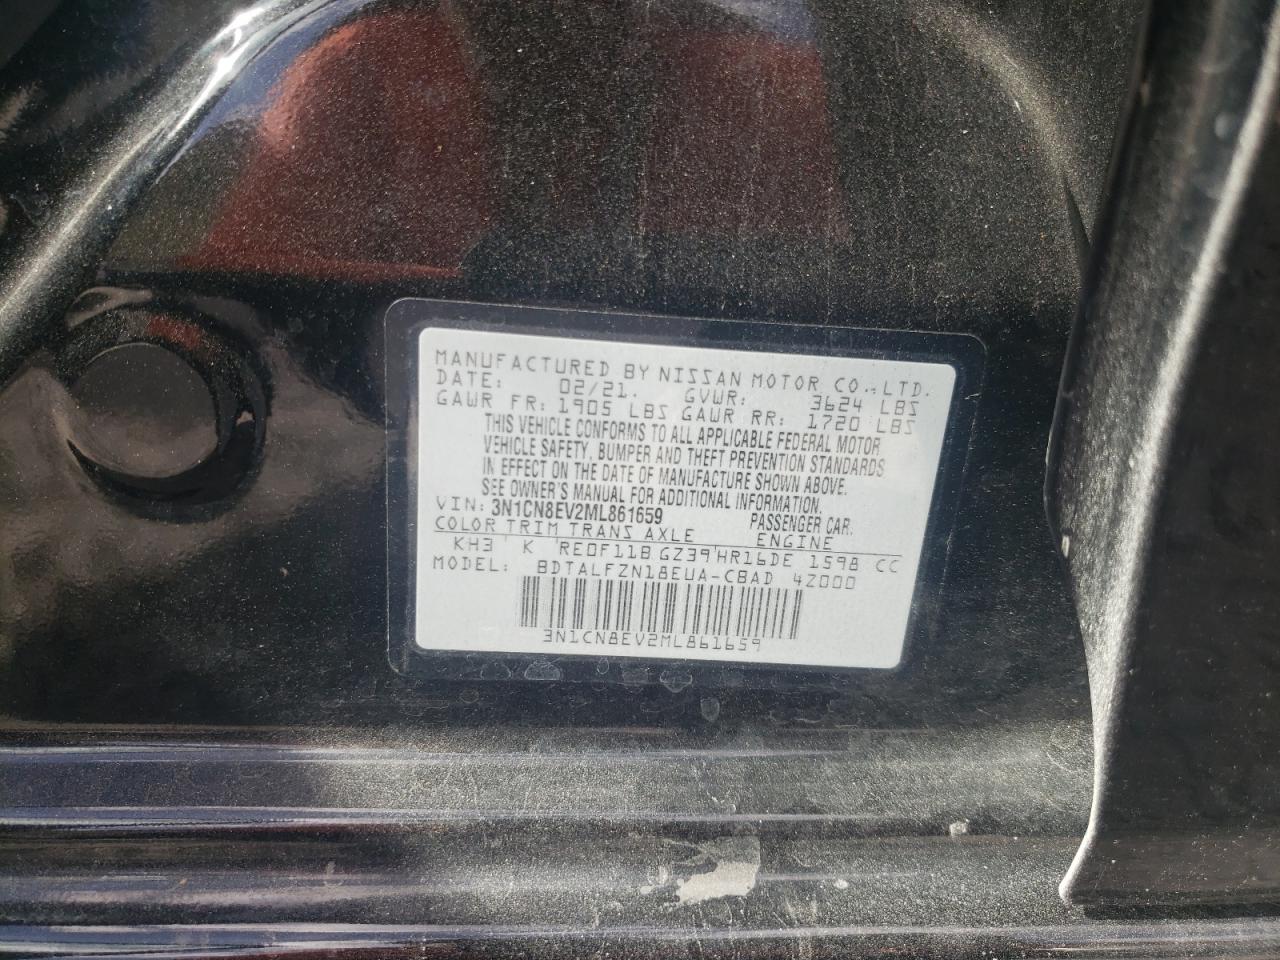 MANUFACTURED BY NISSAN MOTOR CO.,LTD.
DATE: 02/21. GVWR: 3624 LBS
GAWR FR: 1905 LBS GAWR RR: 1720 LBS
THIS VEHICLE CONFORMS TO ALL APPLICABLE FEDERAL MOTOR
VEHICLE SAFETY, BUMPER AND THEFT PREVENTION STANDARDS
IN EFFECT ON THE DATE OF MANUFACTURE SHOWN ABOVE.
SEE OWNER'S MANUAL FOR ADDITIONAL INFORMATION.
VIN: 3N1CN8EV2ML861659 PASSENGER CAR.
COLOR TRIM TRANS AXLE ENGINE
KH3 K RE0F11B GZ39 HR16DE 1598 CC
MODEL: BDTALFZN18EUA-CBAD 4Z000
3N1CN8EV2ML861659